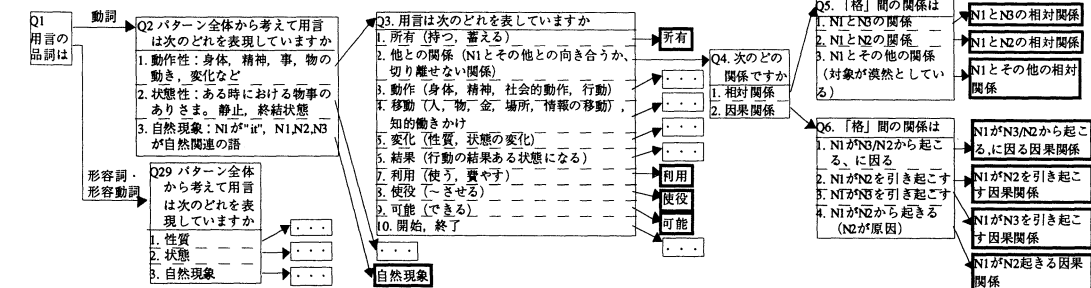 Q1
用言の
品詞は
動詞
形容詞・
形容動詞
Q2 パターン全体から考えて用言
は次のどれを表現していますか
1. 動作性：身体，精神，事，物の
動き，変化など
2. 状態性：ある時における物事の
ありさま。静止，終結状態
3. 自然現象：N1が"it"，N1,N2,N3
が自然関連の語
Q29 パターン全体
から考えて用言
は次のどれを表
現していますか
1. 性質
2. 状態
3. 自然現象
...
...
...
...
自然現象
Q3. 用言は次のどれを表していますか
1. 所有（持つ，蓄える）
2. 他との関係（N1とその他との向き合うか、
切り離せない関係）
3. 動作（身体，精神，社会的動作，行動）
4. 移動（人，物，金，場所，情報の移動），
知的働きかけ
5. 変化（性質，状態の変化）
6. 結果（行動の結果ある状態になる）
7. 利用（使う，費やす）
8. 使役（～させる）
9. 可能（できる）
10. 開始，終了
所有
...
...
...
...
利用
使役
可能
...
Q4. 次のどの
関係ですか
1. 相対関係
2. 因果関係
Q5. 「格」間の関係は
1. N1とN3の関係
2. N1とN2の関係
3. N1とその他の関係
（対象が漠然としてい
る）
N1とN3の相対関係
N1とN2の相対関係
N1とその他の相対
関係
Q6. 「格」間の関係は
1. N1がN3/N2から起こ
る、に因る
2. N1がN2を引き起こす
3. N1がN3を引き起こす
4. N1がN2から起きる
（N2が原因）
N1がN3/N2から起こ
る,に因る因果関係
N1がN2を引き起こ
す因果関係
N1がN3を引き起こ
す因果関係
N1がN2起きる因果
関係